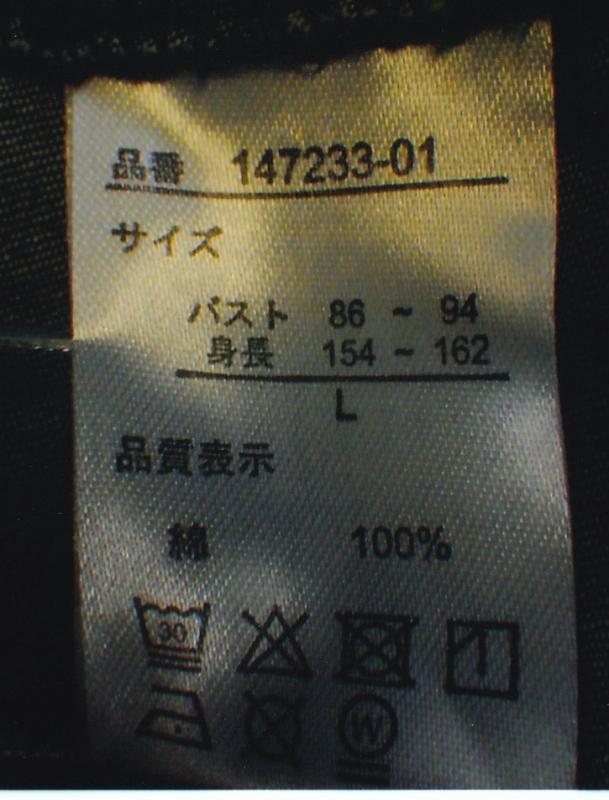 品番 147233-01
サイズ
バスト 86 ~ 94
身長 154 ~ 162
L
品質表示
綿 100%
30
W